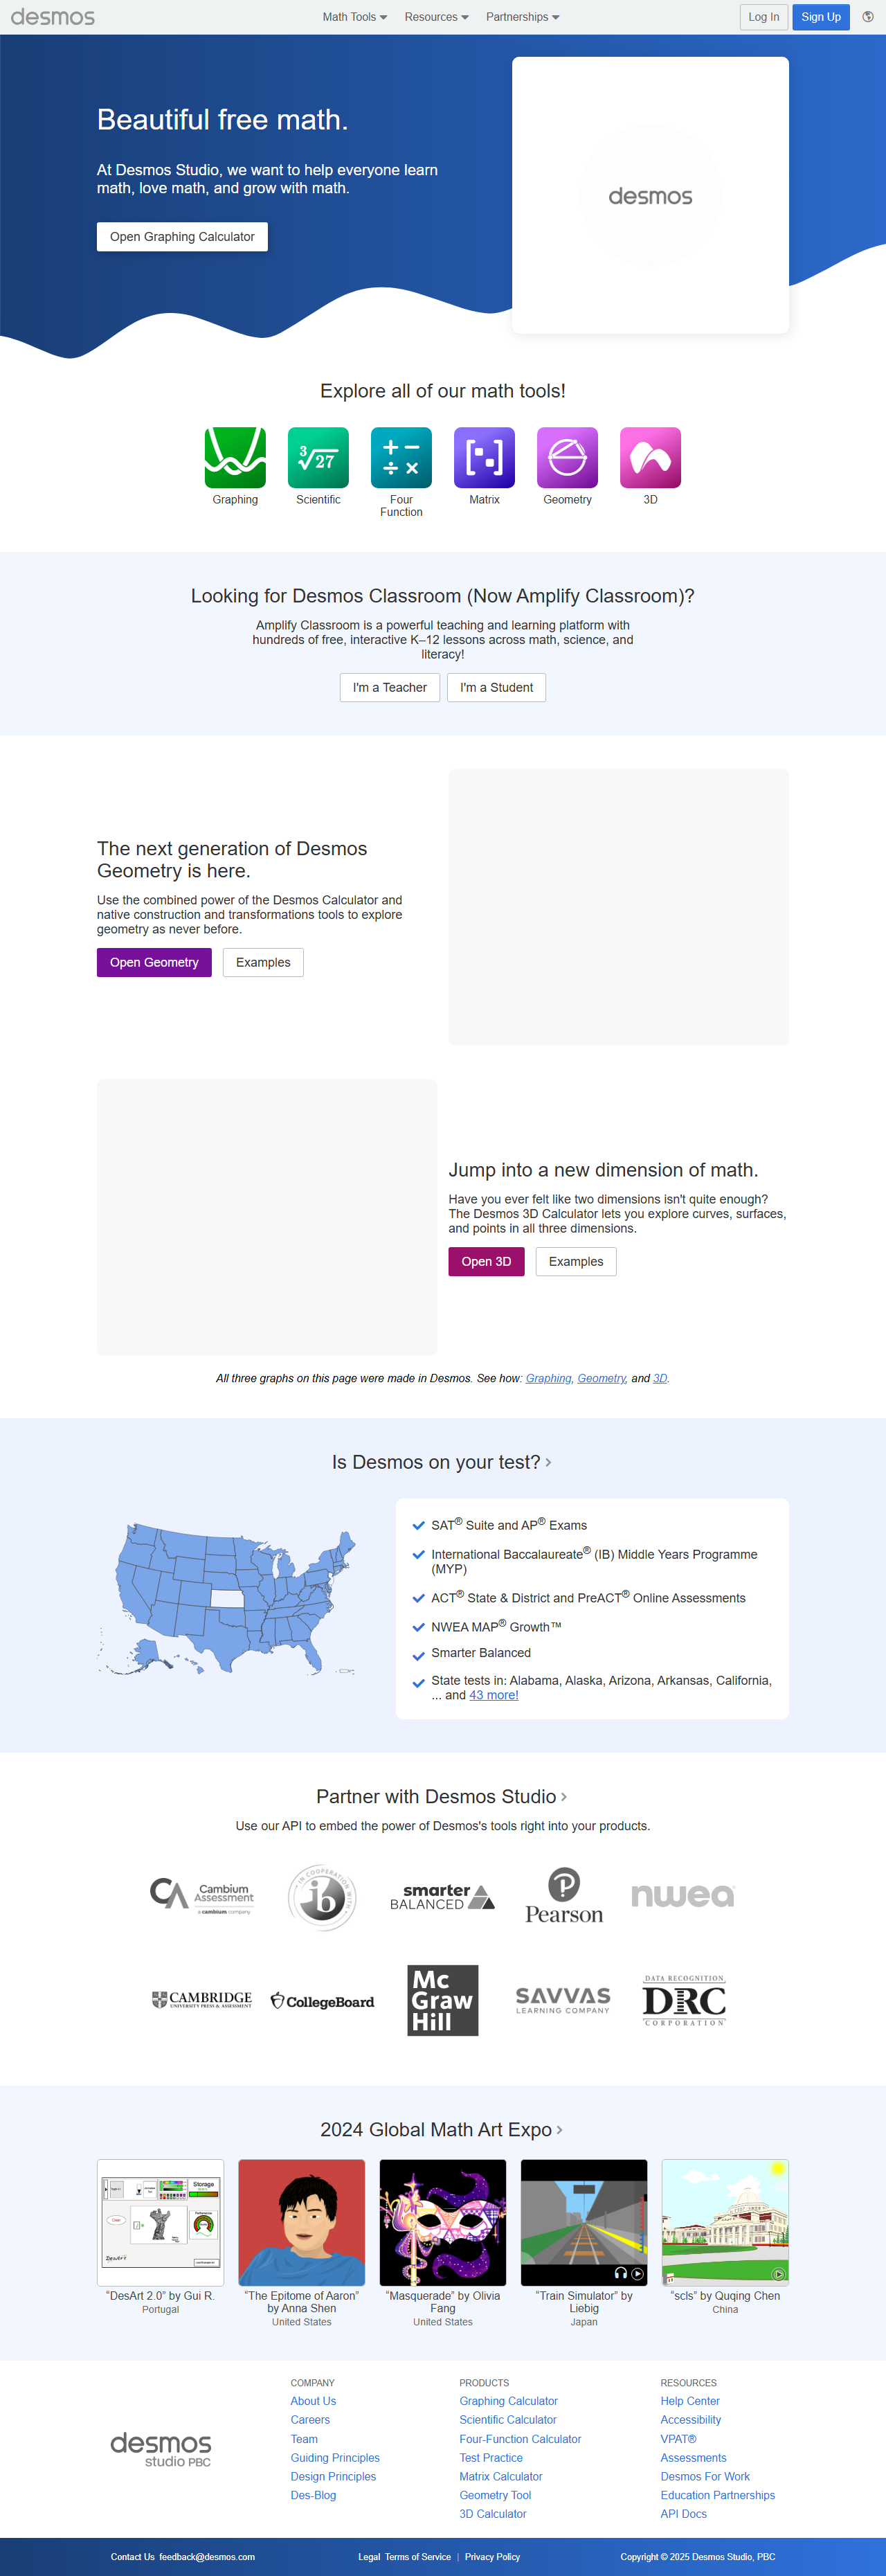 desmos
Math Tools
Resources
Partnerships
Log In
Sign Up
Beautiful free math.
At Desmos Studio, we want to help everyone learn
math, love math, and grow with math.
Open Graphing Calculator
desmos
Explore all of our math tools!
3√27
+ −
÷ ×
Graphing
Scientific
Four
Function
Matrix
Geometry
3D
Looking for Desmos Classroom (Now Amplify Classroom)?
Amplify Classroom is a powerful teaching and learning platform with
hundreds of free, interactive K–12 lessons across math, science, and
literacy!
I'm a Teacher
I'm a Student
The next generation of Desmos
Geometry is here.
Use the combined power of the Desmos Calculator and
native construction and transformations tools to explore
geometry as never before.
Open Geometry
Examples
Jump into a new dimension of math.
Have you ever felt like two dimensions isn't quite enough?
The Desmos 3D Calculator lets you explore curves, surfaces,
and points in all three dimensions.
Open 3D
Examples
All three graphs on this page were made in Desmos. See how: Graphing, Geometry, and 3D.
Is Desmos on your test?
SAT® Suite and AP® Exams
International Baccalaureate® (IB) Middle Years Programme
(MYP)
ACT® State & District and PreACT® Online Assessments
NWEA MAP® Growth™
Smarter Balanced
State tests in: Alabama, Alaska, Arizona, Arkansas, California,
... and 43 more!
Partner with Desmos Studio
Use our API to embed the power of Desmos's tools right into your products.
CA Cambium
Assessment
a cambium company
IN COOPERATION WITH
ib
smarter
BALANCED
P
Pearson
nwea
CAMBRIDGE
UNIVERSITY PRESS & ASSESSMENT
CollegeBoard
Mc
Graw
Hill
SAVVAS
LEARNING COMPANY
DATA RECOGNITION
DRC
CORPORATION
2024 Global Math Art Expo
Storage
DesArt
“DesArt 2.0” by Gui R.
Portugal
“The Epitome of Aaron”
by Anna Shen
United States
“Masquerade” by Olivia
Fang
United States
“Train Simulator” by
Liebig
Japan
“scls” by Quqing Chen
China
desmos
studio PBC
COMPANY
About Us
Careers
Team
Guiding Principles
Design Principles
Des-Blog
PRODUCTS
Graphing Calculator
Scientific Calculator
Four-Function Calculator
Test Practice
Matrix Calculator
Geometry Tool
3D Calculator
RESOURCES
Help Center
Accessibility
VPAT®
Assessments
Desmos For Work
Education Partnerships
API Docs
Contact Us feedback@desmos.com
Legal Terms of Service | Privacy Policy
Copyright © 2025 Desmos Studio, PBC